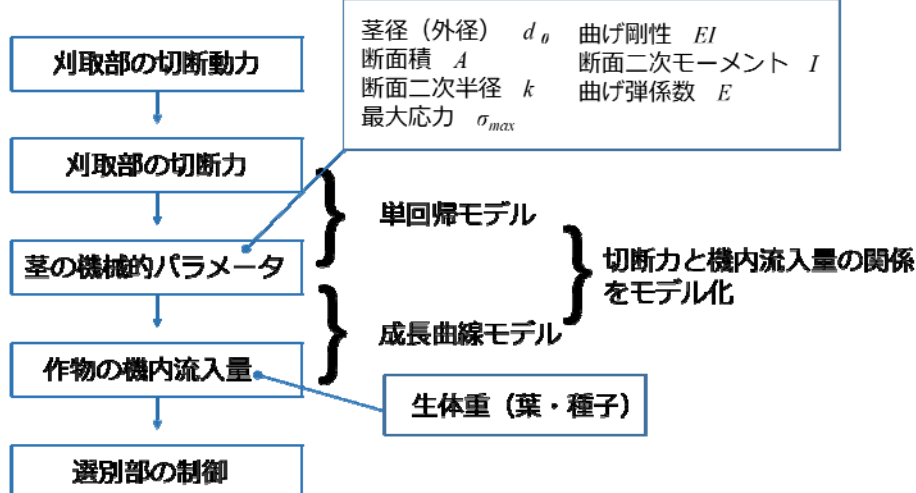 茎径（外径） d₀ 曲げ剛性 EI
断面積 A 断面二次モーメント I
断面二次半径 k 曲げ弾係数 E
最大応力 σmax
刈取部の切断動力
刈取部の切断力
単回帰モデル
茎の機械的パラメータ
切断力と機内流入量の関係
をモデル化
成長曲線モデル
作物の機内流入量
生体重（葉・種子）
選別部の制御